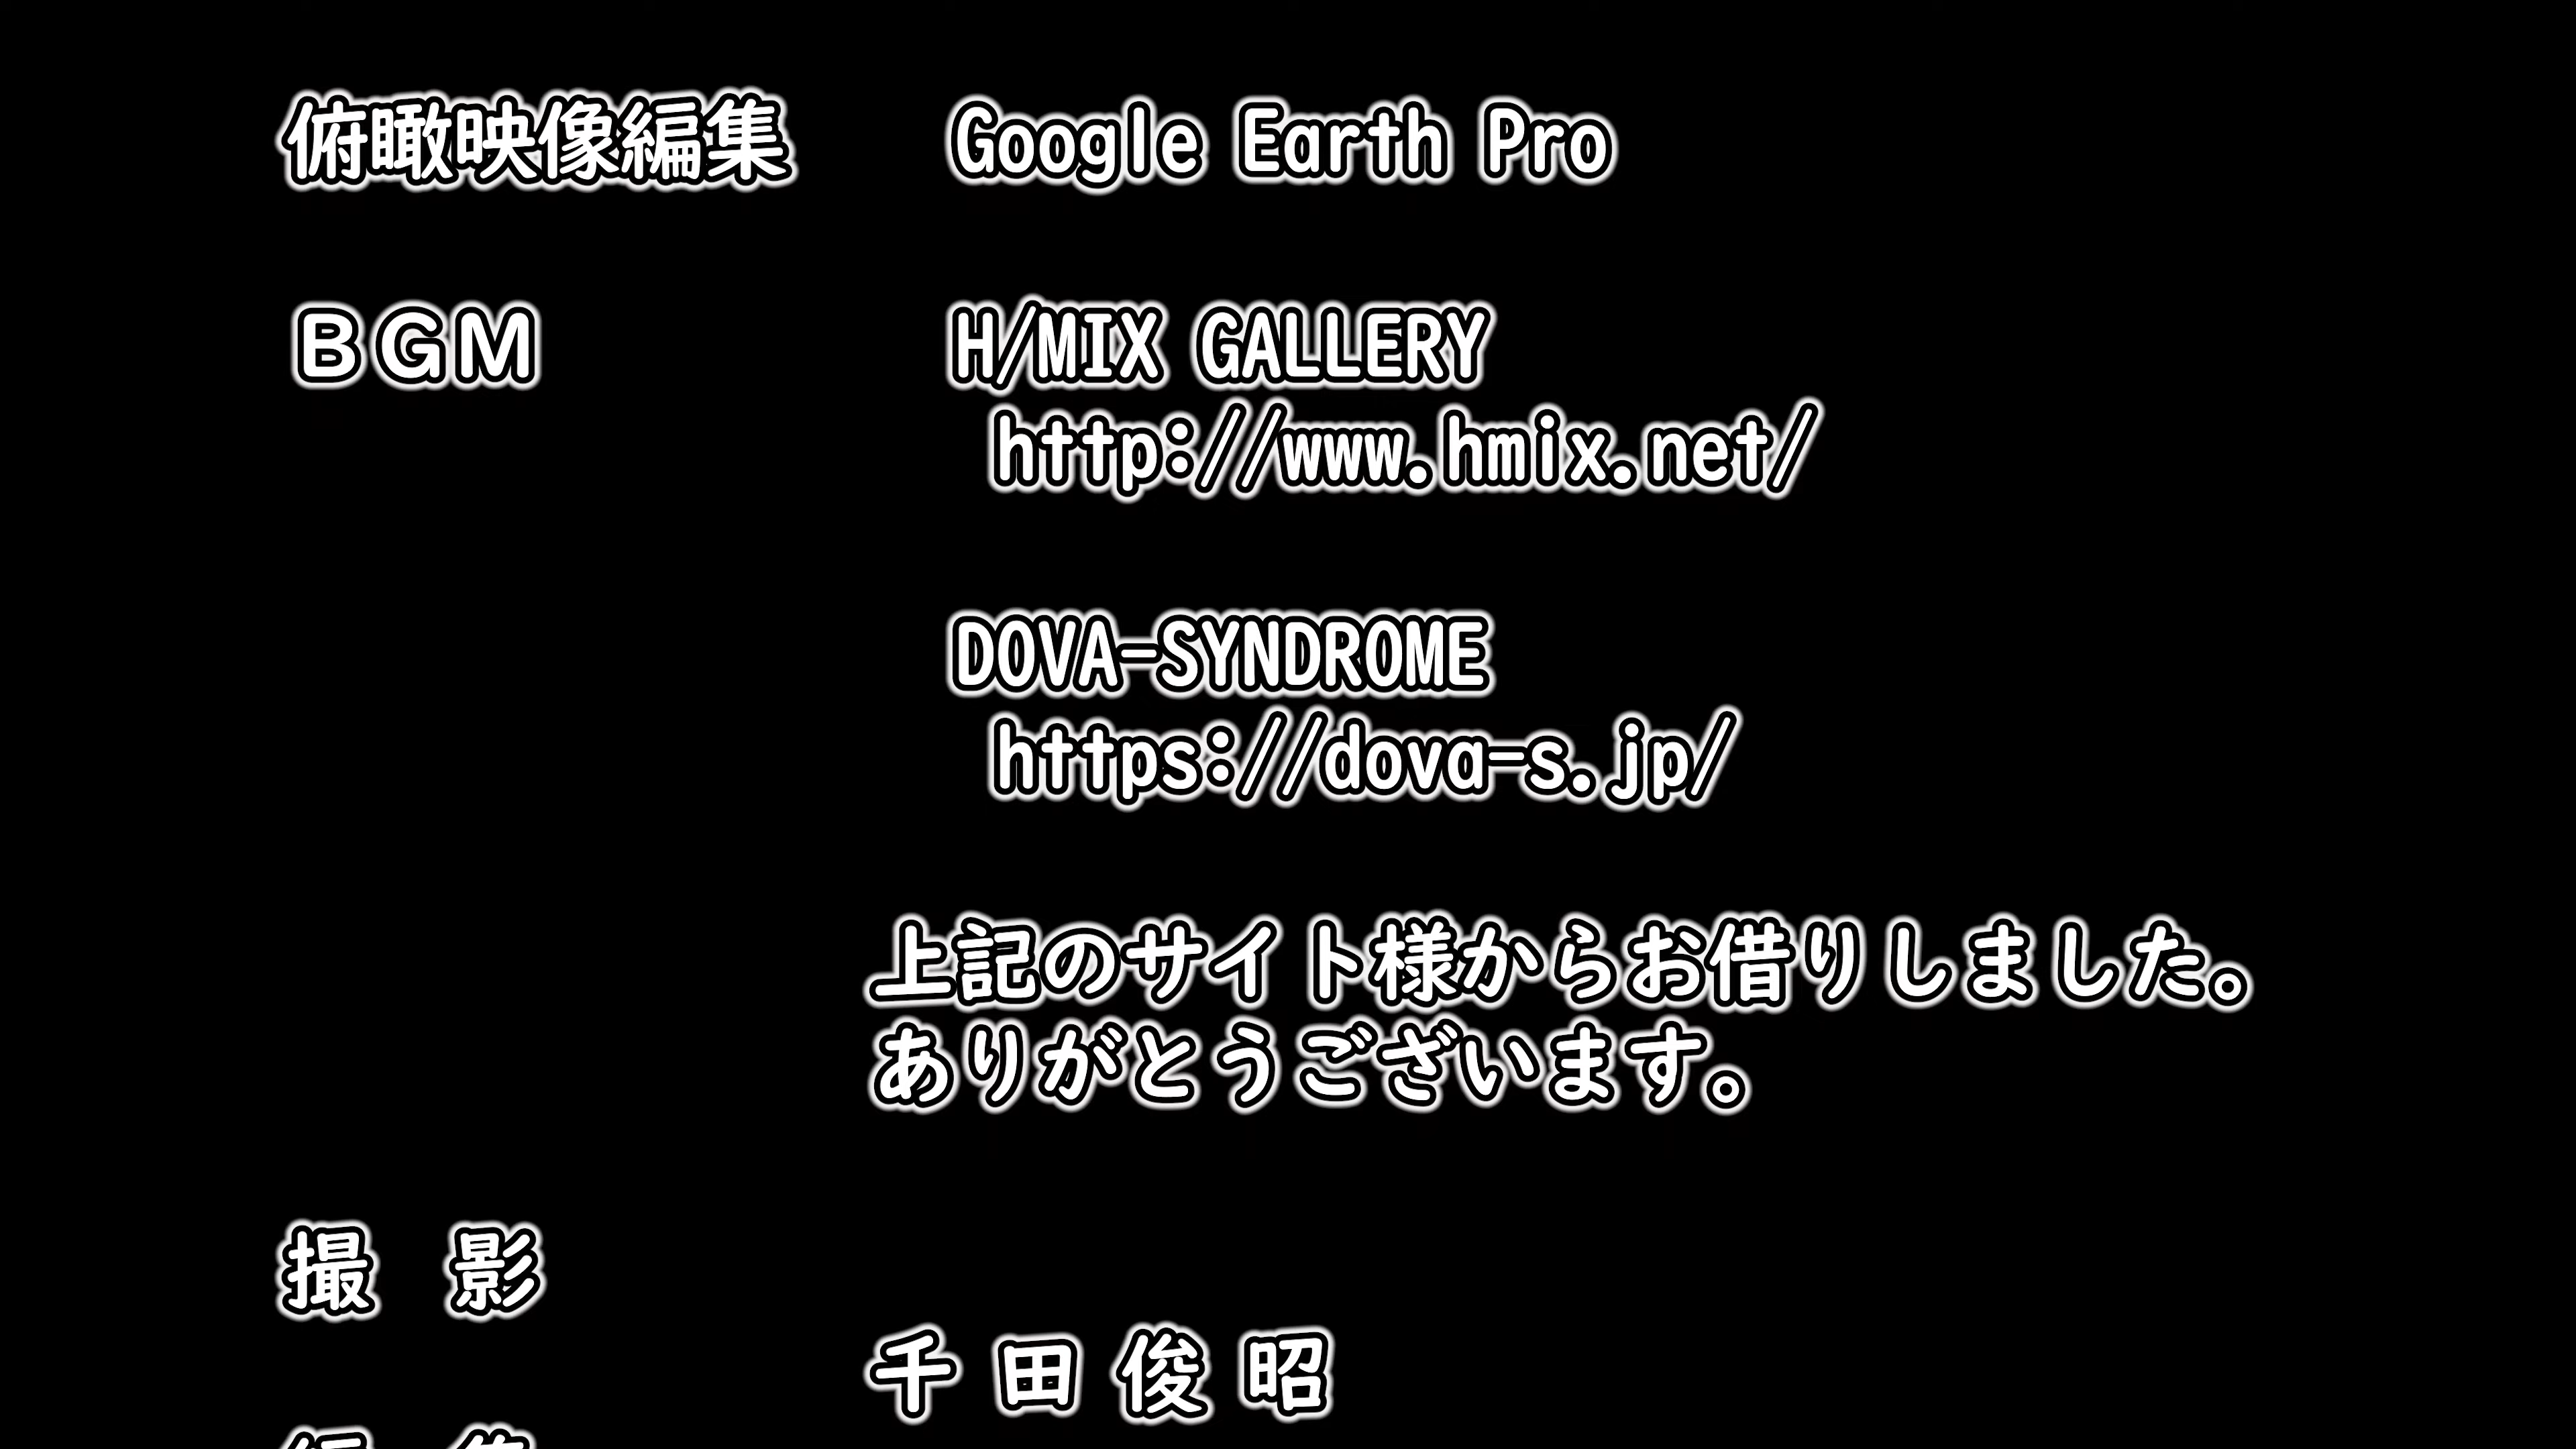 俯瞰映像編集 Google Earth Pro
ＢＧＭ H/MIX GALLERY
http://www.hmix.net/
DOVA-SYNDROME
https://dova-s.jp/
上記のサイト様からお借りしました。
ありがとうございます。
撮　影
千 田 俊 昭